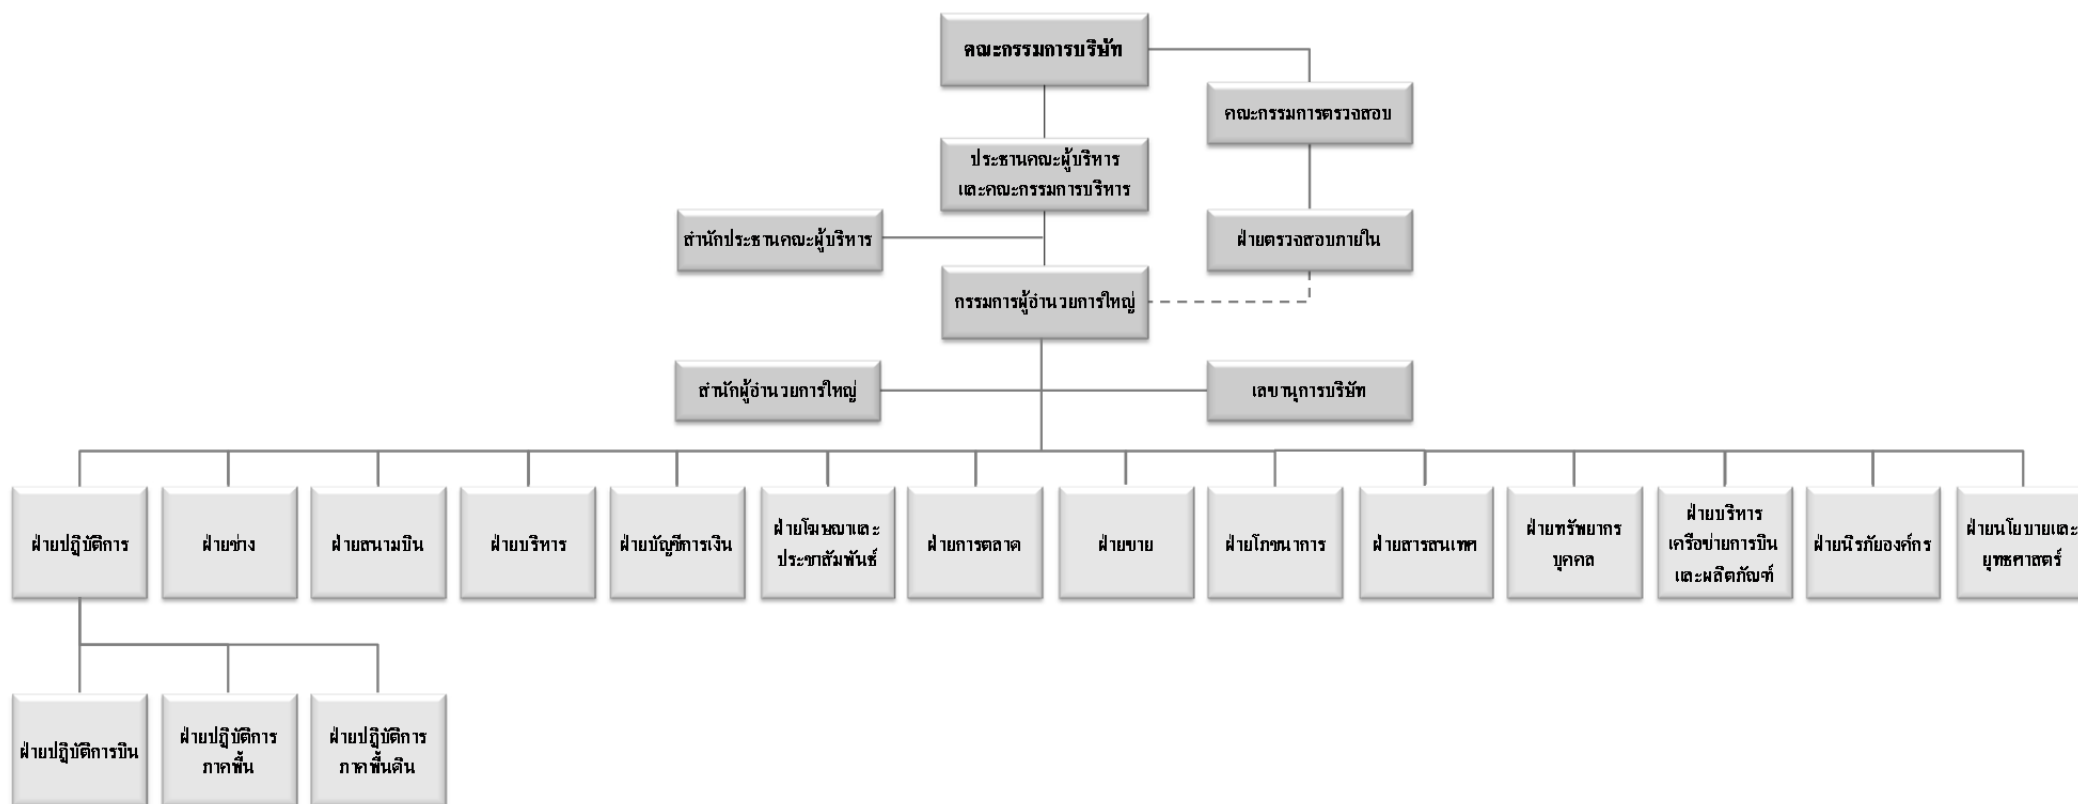 คณะกรรมการบริษัท
คณะกรรมการตรวจสอบ
ประธานคณะผู้บริหาร
และคณะกรรมการบริหาร
สำนักประธานคณะผู้บริหาร
ฝ่ายตรวจสอบภายใน
กรรมการผู้อำนวยการใหญ่
สำนักผู้อำนวยการใหญ่
เลขานุการบริษัท
ฝ่ายปฏิบัติการ
ฝ่ายช่าง
ฝ่ายสนามบิน
ฝ่ายบริหาร
ฝ่ายบัญชีการเงิน
ฝ่ายโฆษณาและ
ประชาสัมพันธ์
ฝ่ายการตลาด
ฝ่ายขาย
ฝ่ายโภชนาการ
ฝ่ายสารสนเทศ
ฝ่ายทรัพยากร
บุคคล
ฝ่ายบริหาร
เครือข่ายการบิน
และผลิตภัณฑ์
ฝ่ายนิรภัยองค์กร
ฝ่ายนโยบายและ
ยุทธศาสตร์
ฝ่ายปฏิบัติการบิน
ฝ่ายปฏิบัติการ
ภาคพื้น
ฝ่ายปฏิบัติการ
ภาคพื้นดิน